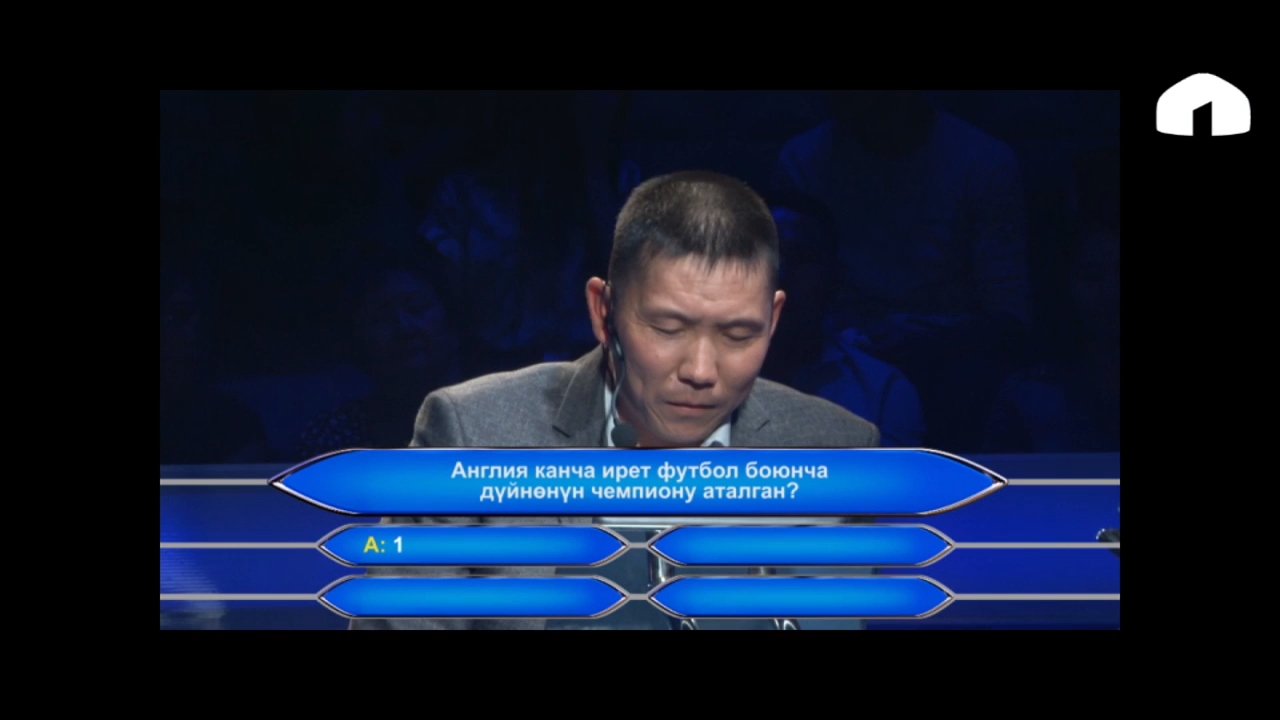 Англия канча ирет футбол боюнча
дүйнөнүн чемпиону аталган?
A: 1